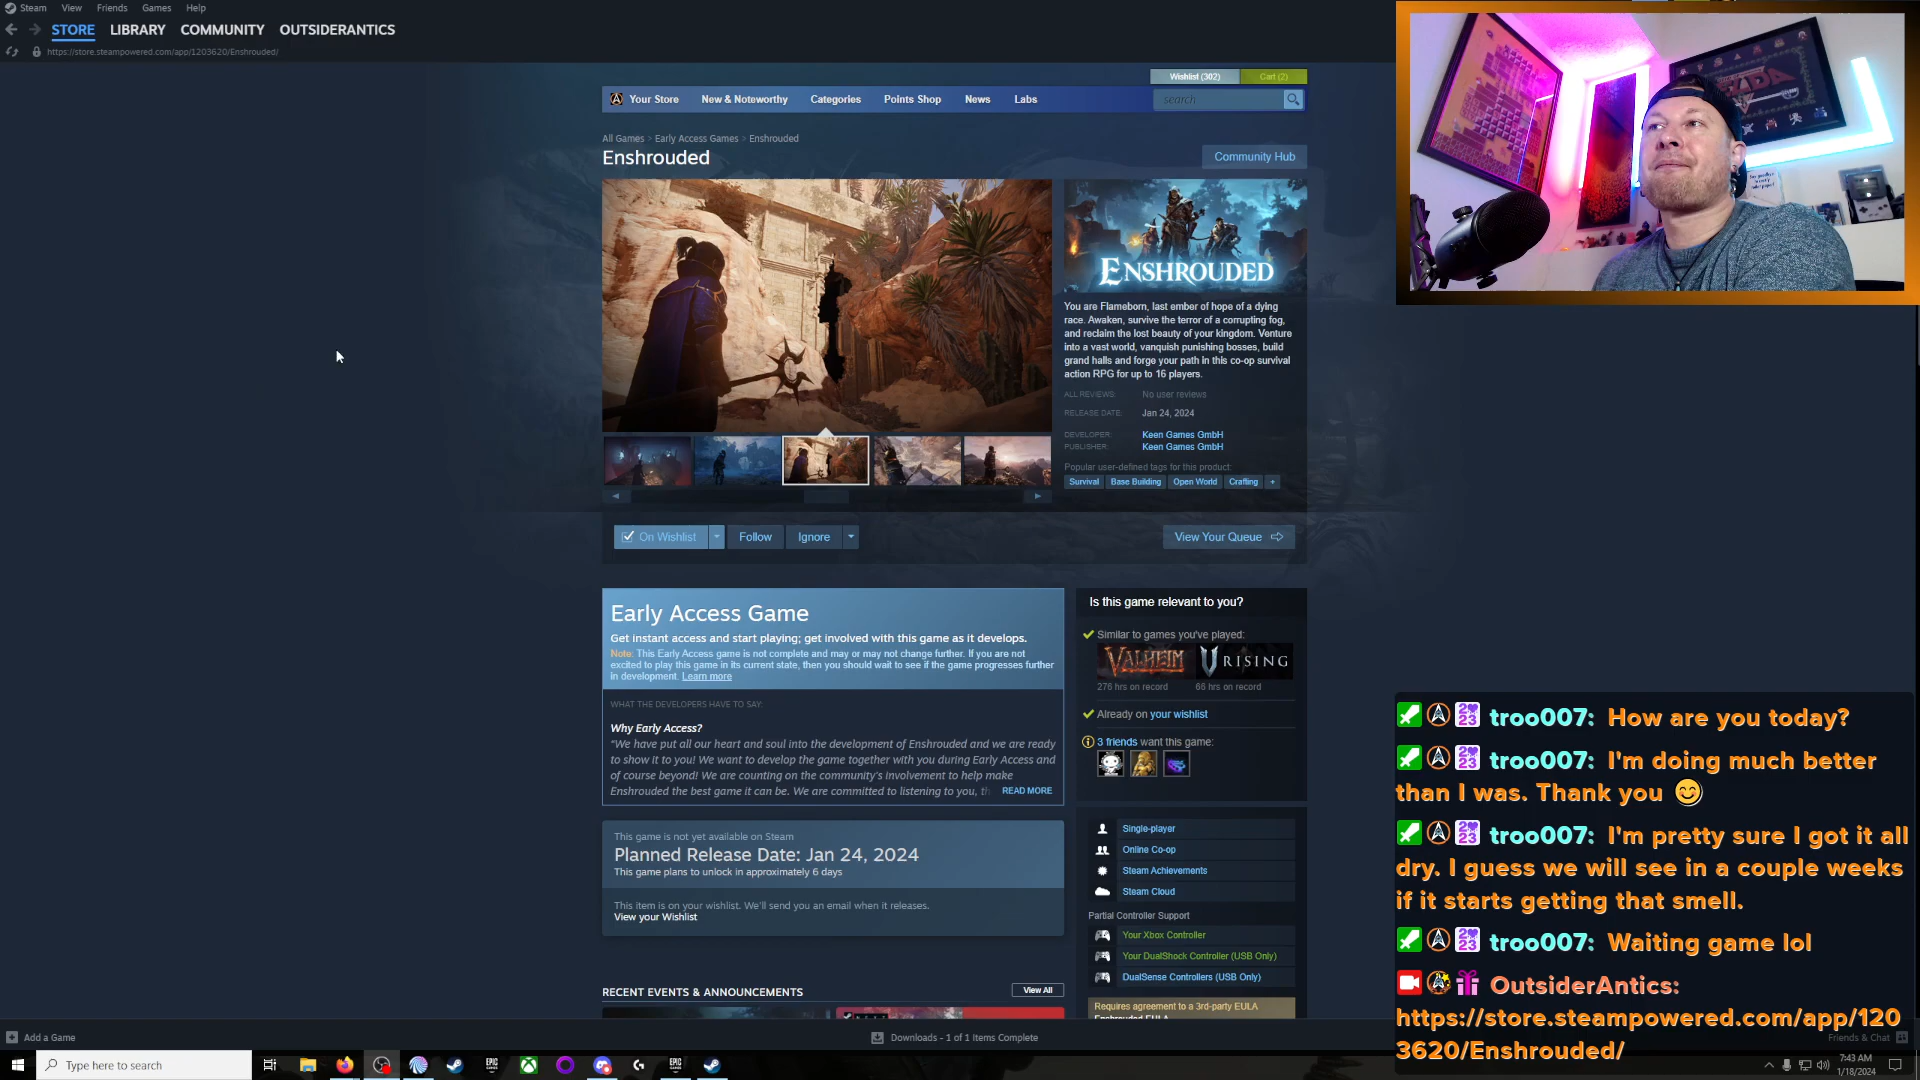 Steam View Friends Games Help
STORE LIBRARY COMMUNITY OUTSIDERANTICS
https://store.steampowered.com/app/1203620/Enshrouded/
Wishlist (302) Cart (2)
Your Store New & Noteworthy Categories Points Shop News Labs search
All Games > Early Access Games > Enshrouded
Enshrouded
Community Hub
ENSHROUDED
You are Flameborn, last ember of hope of a dying
race. Awaken, survive the terror of a corrupting fog,
and reclaim the lost beauty of your kingdom. Venture
into a vast world, vanquish punishing bosses, build
grand halls and forge your path in this co-op survival
action RPG for up to 16 players.
ALL REVIEWS: No user reviews
RELEASE DATE: Jan 24, 2024
DEVELOPER: Keen Games GmbH
PUBLISHER: Keen Games GmbH
Popular user-defined tags for this product:
Survival Base Building Open World Crafting +
On Wishlist Follow Ignore View Your Queue
Early Access Game
Get instant access and start playing; get involved with this game as it develops.
Note: This Early Access game is not complete and may or may not change further. If you are not
excited to play this game in its current state, then you should wait to see if the game progresses further
in development. Learn more
WHAT THE DEVELOPERS HAVE TO SAY:
Why Early Access?
"We have put all our heart and soul into the development of Enshrouded and we are ready
to show it to you! We want to develop the game together with you during Early Access and
of course beyond! We are counting on the community's involvement to help make
Enshrouded the best game it can be. We are committed to listening to you, th READ MORE
This game is not yet available on Steam
Planned Release Date: Jan 24, 2024
This game plans to unlock in approximately 6 days
This item is on your wishlist. We'll send you an email when it releases.
View your Wishlist
RECENT EVENTS & ANNOUNCEMENTS View All
Is this game relevant to you?
Similar to games you've played:
VALHEIM V RISING
276 hrs on record 66 hrs on record
Already on your wishlist
3 friends want this game:
Single-player
Online Co-op
Steam Achievements
Steam Cloud
Partial Controller Support
Your Xbox Controller
Your DualShock Controller (USB Only)
DualSense Controllers (USB Only)
Requires agreement to a 3rd-party EULA
Enshrouded EULA
troo007: How are you today?
troo007: I'm doing much better
than I was. Thank you 😊
troo007: I'm pretty sure I got it all
dry. I guess we will see in a couple weeks
if it starts getting that smell.
troo007: Waiting game lol
OutsiderAntics:
https://store.steampowered.com/app/120
3620/Enshrouded/
Add a Game Downloads - 1 of 1 Items Complete Friends & Chat
Type here to search
7:43 AM
1/18/2024